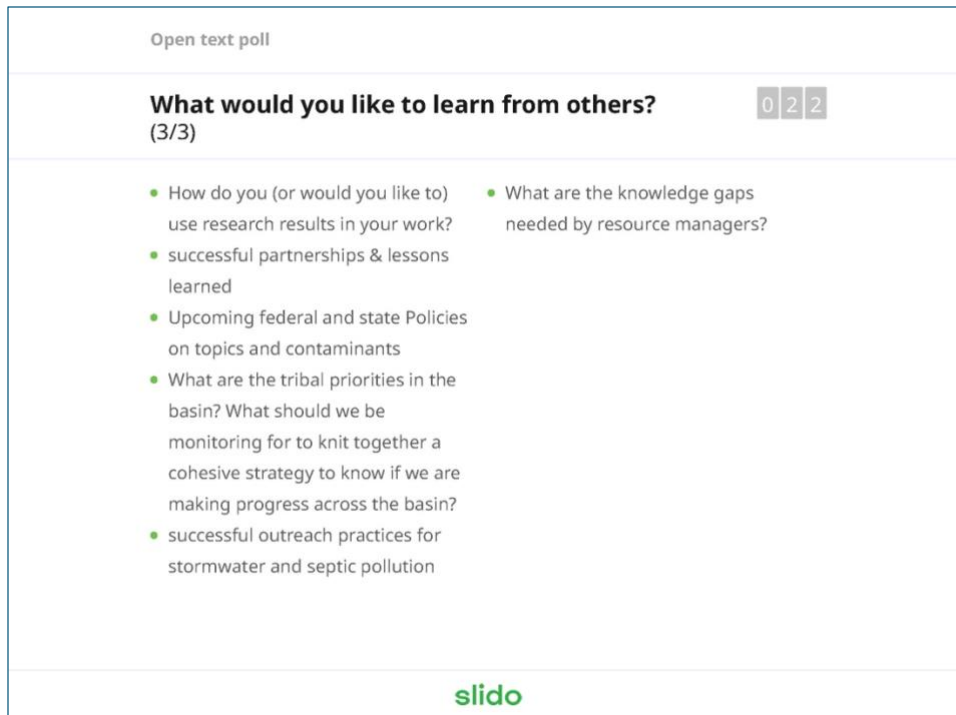 Open text poll
What would you like to learn from others?
(3/3)
0 2 2
• How do you (or would you like to)
use research results in your work?
• successful partnerships & lessons
learned
• Upcoming federal and state Policies
on topics and contaminants
• What are the tribal priorities in the
basin? What should we be
monitoring for to knit together a
cohesive strategy to know if we are
making progress across the basin?
• successful outreach practices for
stormwater and septic pollution
• What are the knowledge gaps
needed by resource managers?
slido